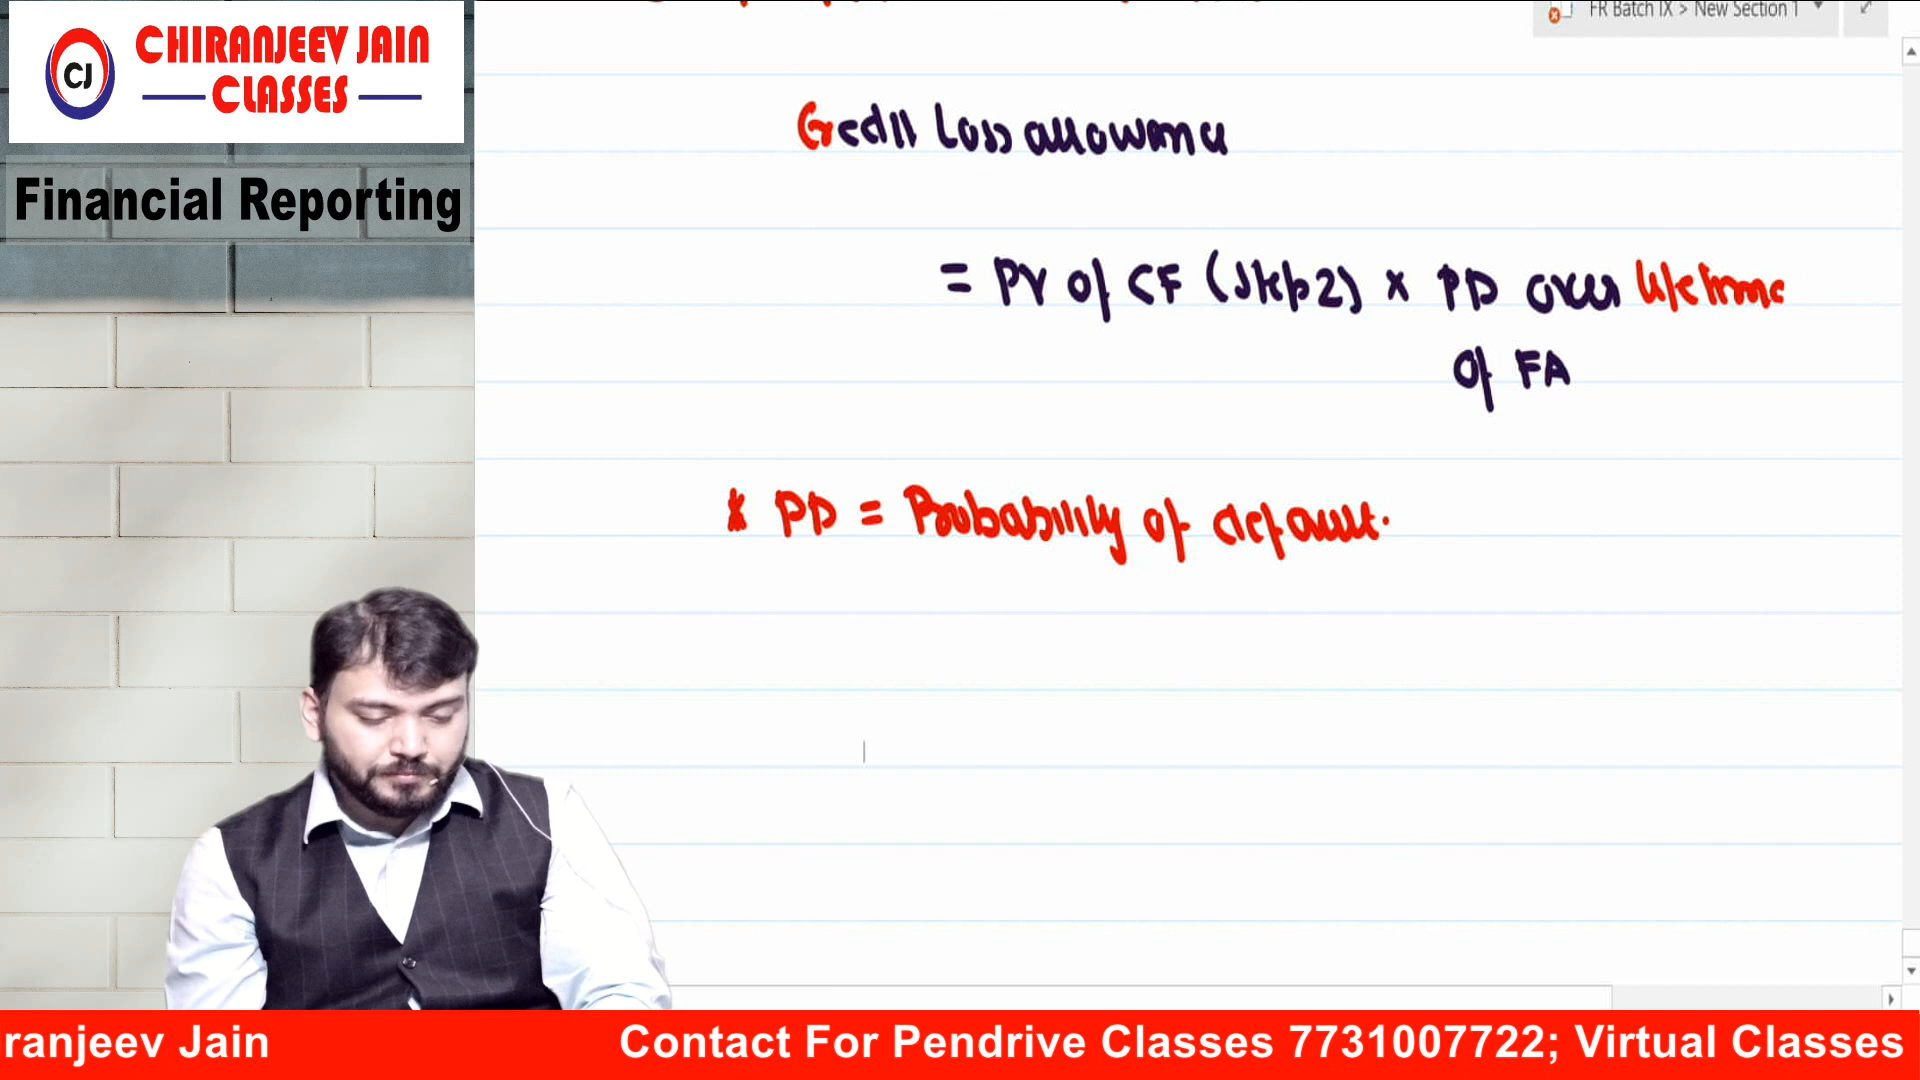 FR Batch IX > New Section 1
CHIRANJEEV JAIN
CJ
CLASSES
Financial Reporting
Credit Loss allowance
= PV of CF (Step 2) x PD over lifetime
of FA
* PD = Probability of default.
ranjeev Jain Contact For Pendrive Classes 7731007722; Virtual Classes